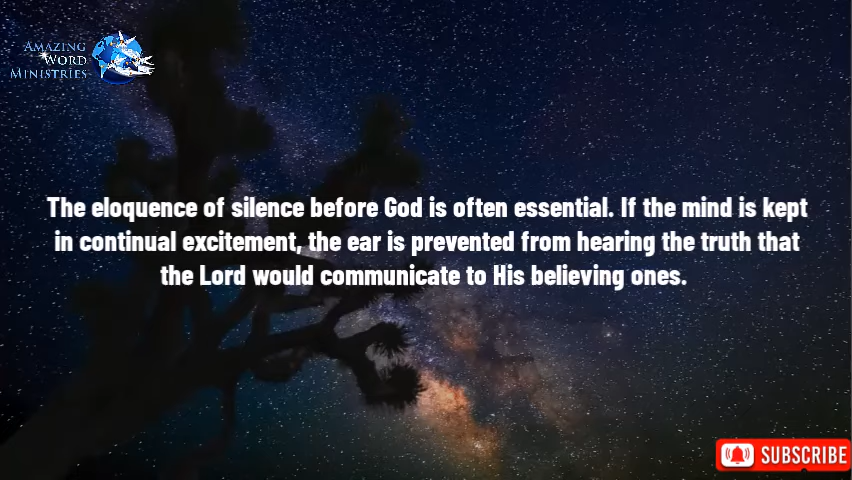 AMAZING
WORD
MINISTRIES
The eloquence of silence before God is often essential. If the mind is kept
in continual excitement, the ear is prevented from hearing the truth that
the Lord would communicate to His believing ones.
SUBSCRIBE